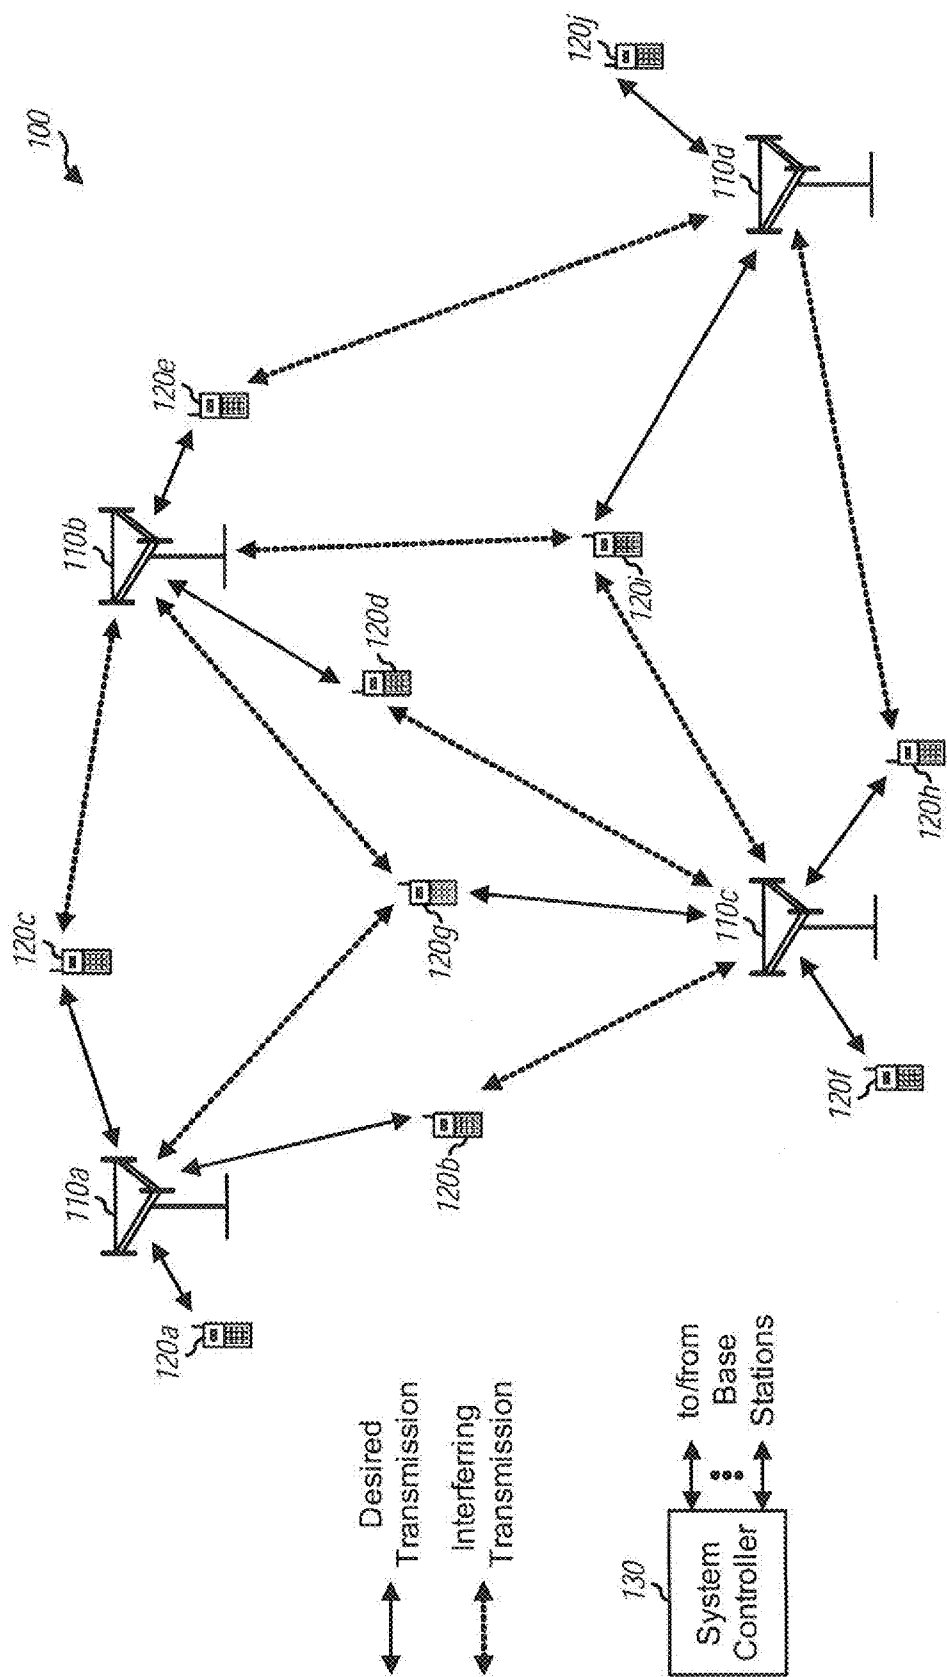 100
120j
110d
120e
110b
120i
120d
120h
120c
120g
110c
110a
120b
120f
120a
Desired
Transmission
Interfering
Transmission
130
System
Controller
to/from
Base
Stations